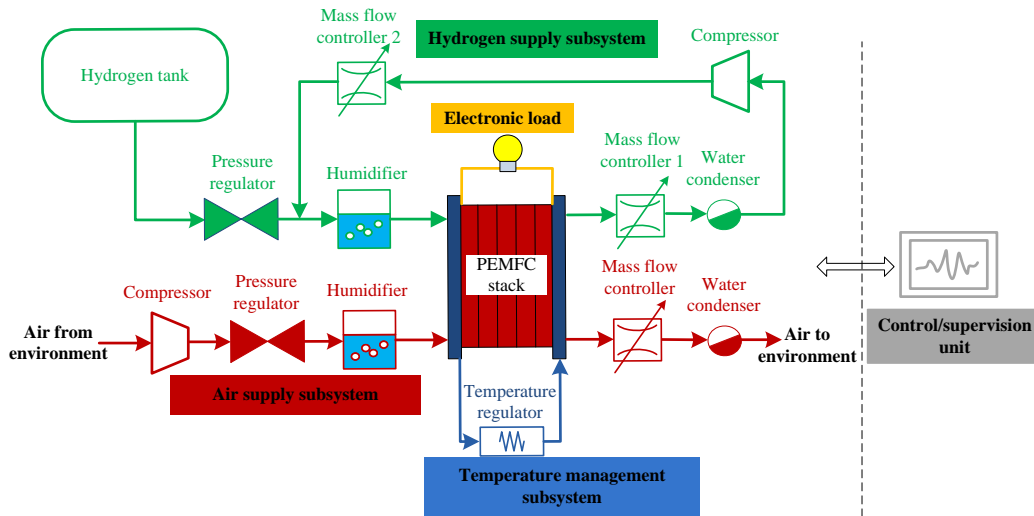 Mass flow
controller 2
Hydrogen supply subsystem
Compressor
Hydrogen tank
Electronic load
Pressure
regulator
Humidifier
Mass flow
controller 1
Water
condenser
PEMFC
stack
Compressor
Pressure
regulator
Humidifier
Mass flow
controller
Water
condenser
Air from
environment
Air to
environment
Control/supervision
unit
Air supply subsystem
Temperature
regulator
Temperature management
subsystem